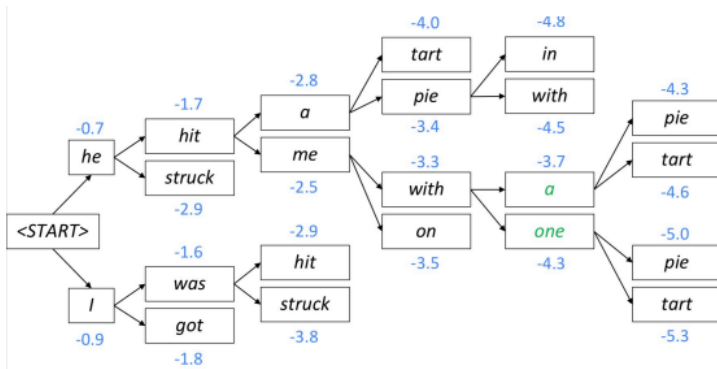 -4.0
-4.8
tart
in
-2.8
-1.7
a
pie
with
-4.3
-0.7
hit
-3.4
-4.5
pie
he
me
-3.3
-3.7
struck
with
a
tart
-2.5
-2.9
-4.6
<START>
-2.9
on
one
-1.6
-5.0
hit
-3.5
-4.3
pie
was
I
struck
tart
got
-0.9
-3.8
-5.3
-1.8